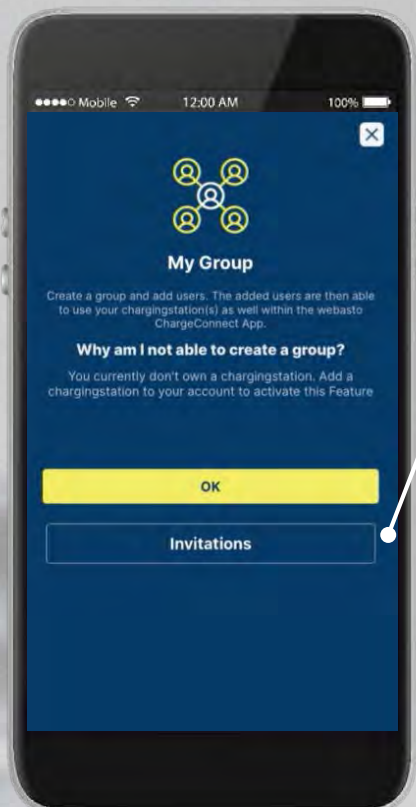 Mobile 12:00 AM 100%
My Group
Create a group and add users. The added users are then able
to use your chargingstation(s) as well within the webasto
ChargeConnect App.
Why am I not able to create a group?
You currently don't own a chargingstation. Add a
chargingstation to your account to activate this Feature
OK
Invitations